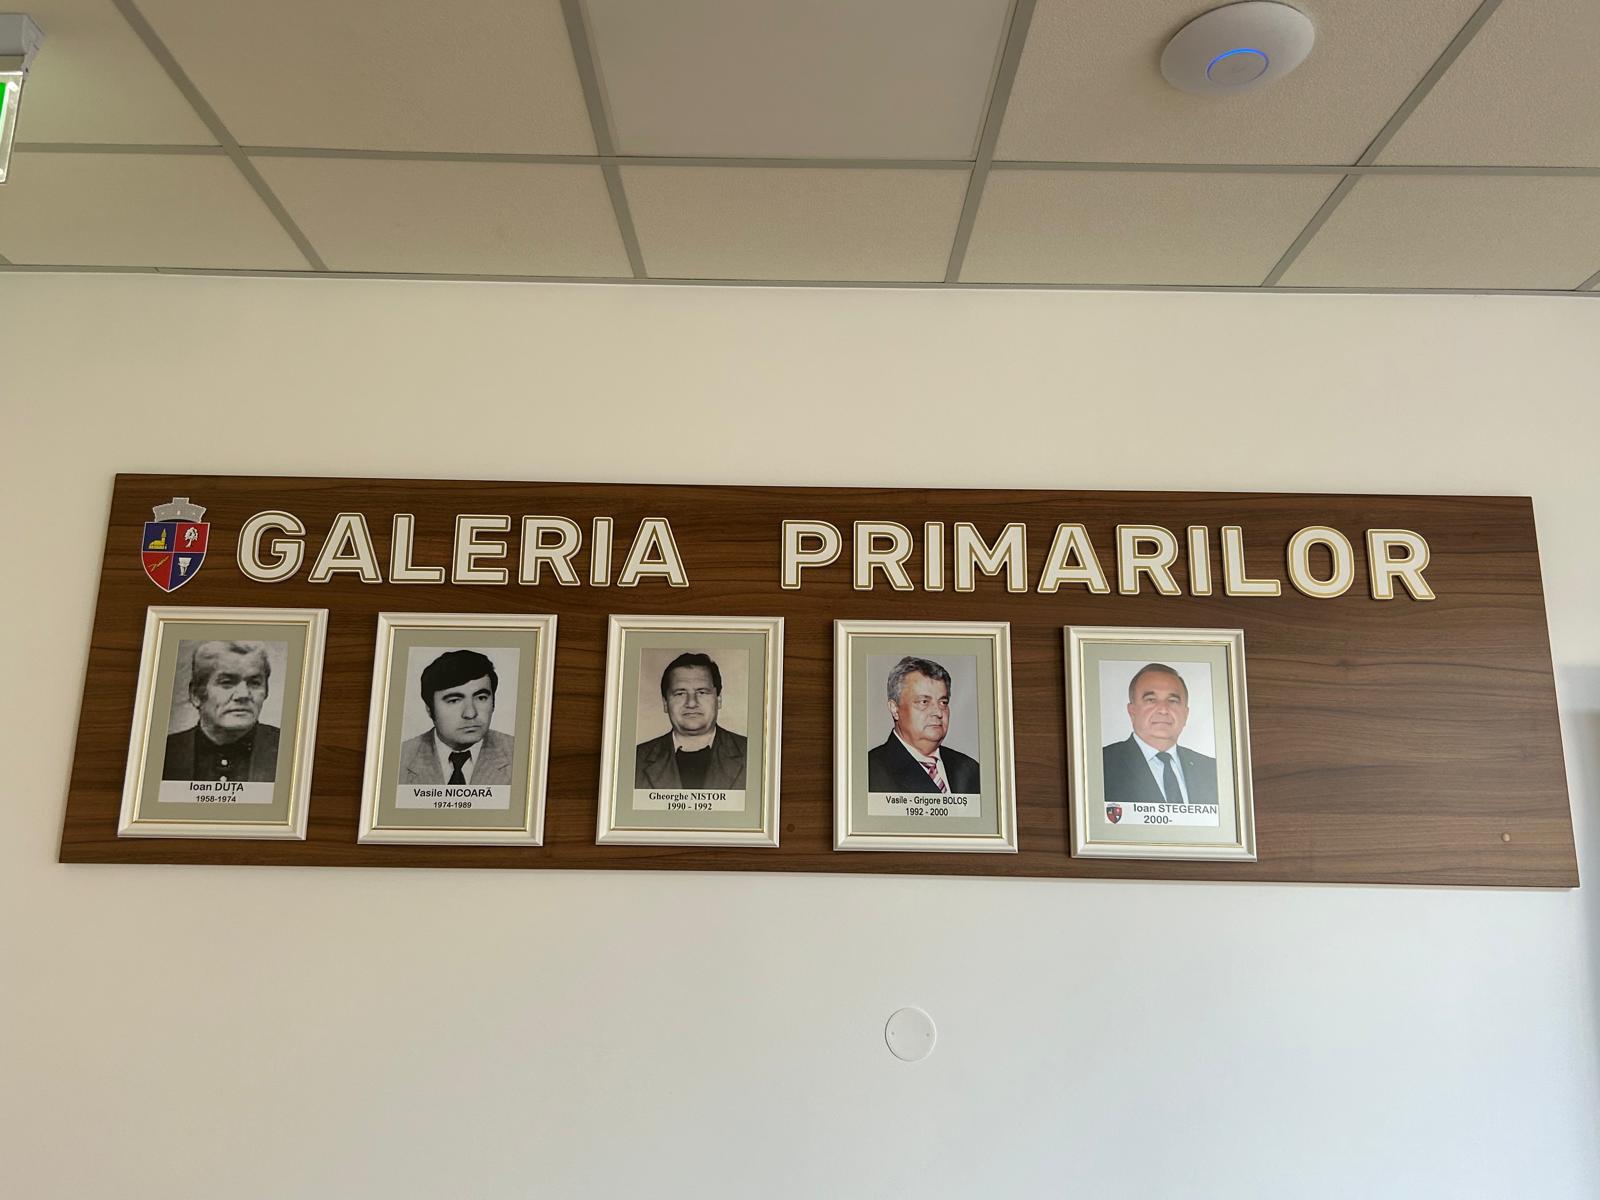 GALERIA PRIMARILOR
Ioan DUȚA
1958-1974
Vasile NICOARĂ
1974-1989
Gheorghe NISTOR
1990 - 1992
Vasile - Grigore BOLOȘ
1992 - 2000
Ioan STEGERAN
2000-